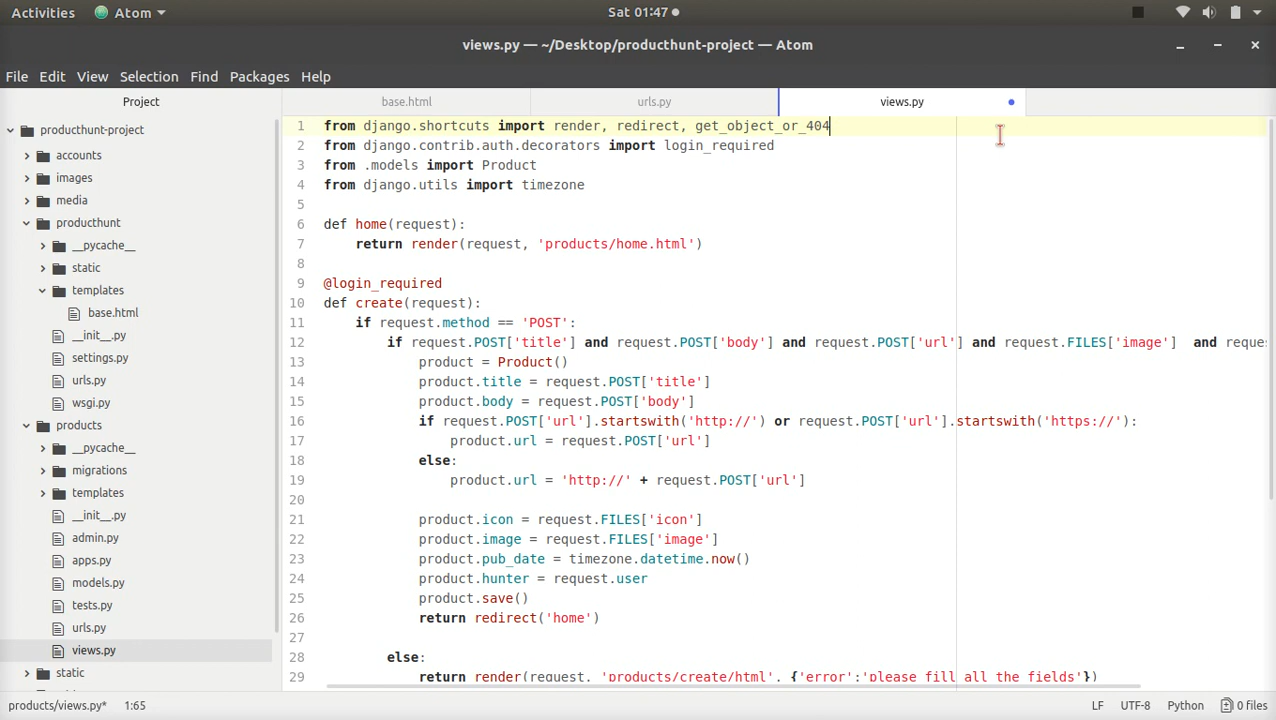 Activities Atom Sat 01:47
views.py — ~/Desktop/producthunt-project — Atom
File Edit View Selection Find Packages Help
Project base.html urls.py views.py
producthunt-project
accounts
images
media
producthunt
__pycache__
static
templates
base.html
__init__.py
settings.py
urls.py
wsgi.py
products
__pycache__
migrations
templates
__init__.py
admin.py
apps.py
models.py
tests.py
urls.py
views.py
static
1 from django.shortcuts import render, redirect, get_object_or_404
2 from django.contrib.auth.decorators import login_required
3 from .models import Product
4 from django.utils import timezone
5
6 def home(request):
7 return render(request, 'products/home.html')
8
9 @login_required
10 def create(request):
11 if request.method == 'POST':
12 if request.POST['title'] and request.POST['body'] and request.POST['url'] and request.FILES['image'] and reques
13 product = Product()
14 product.title = request.POST['title']
15 product.body = request.POST['body']
16 if request.POST['url'].startswith('http://') or request.POST['url'].startswith('https://'):
17 product.url = request.POST['url']
18 else:
19 product.url = 'http://' + request.POST['url']
20
21 product.icon = request.FILES['icon']
22 product.image = request.FILES['image']
23 product.pub_date = timezone.datetime.now()
24 product.hunter = request.user
25 product.save()
26 return redirect('home')
27
28 else:
29 return render(request, 'products/create/html', {'error':'please fill all the fields'})
products/views.py* 1:65 LF UTF-8 Python 0 files